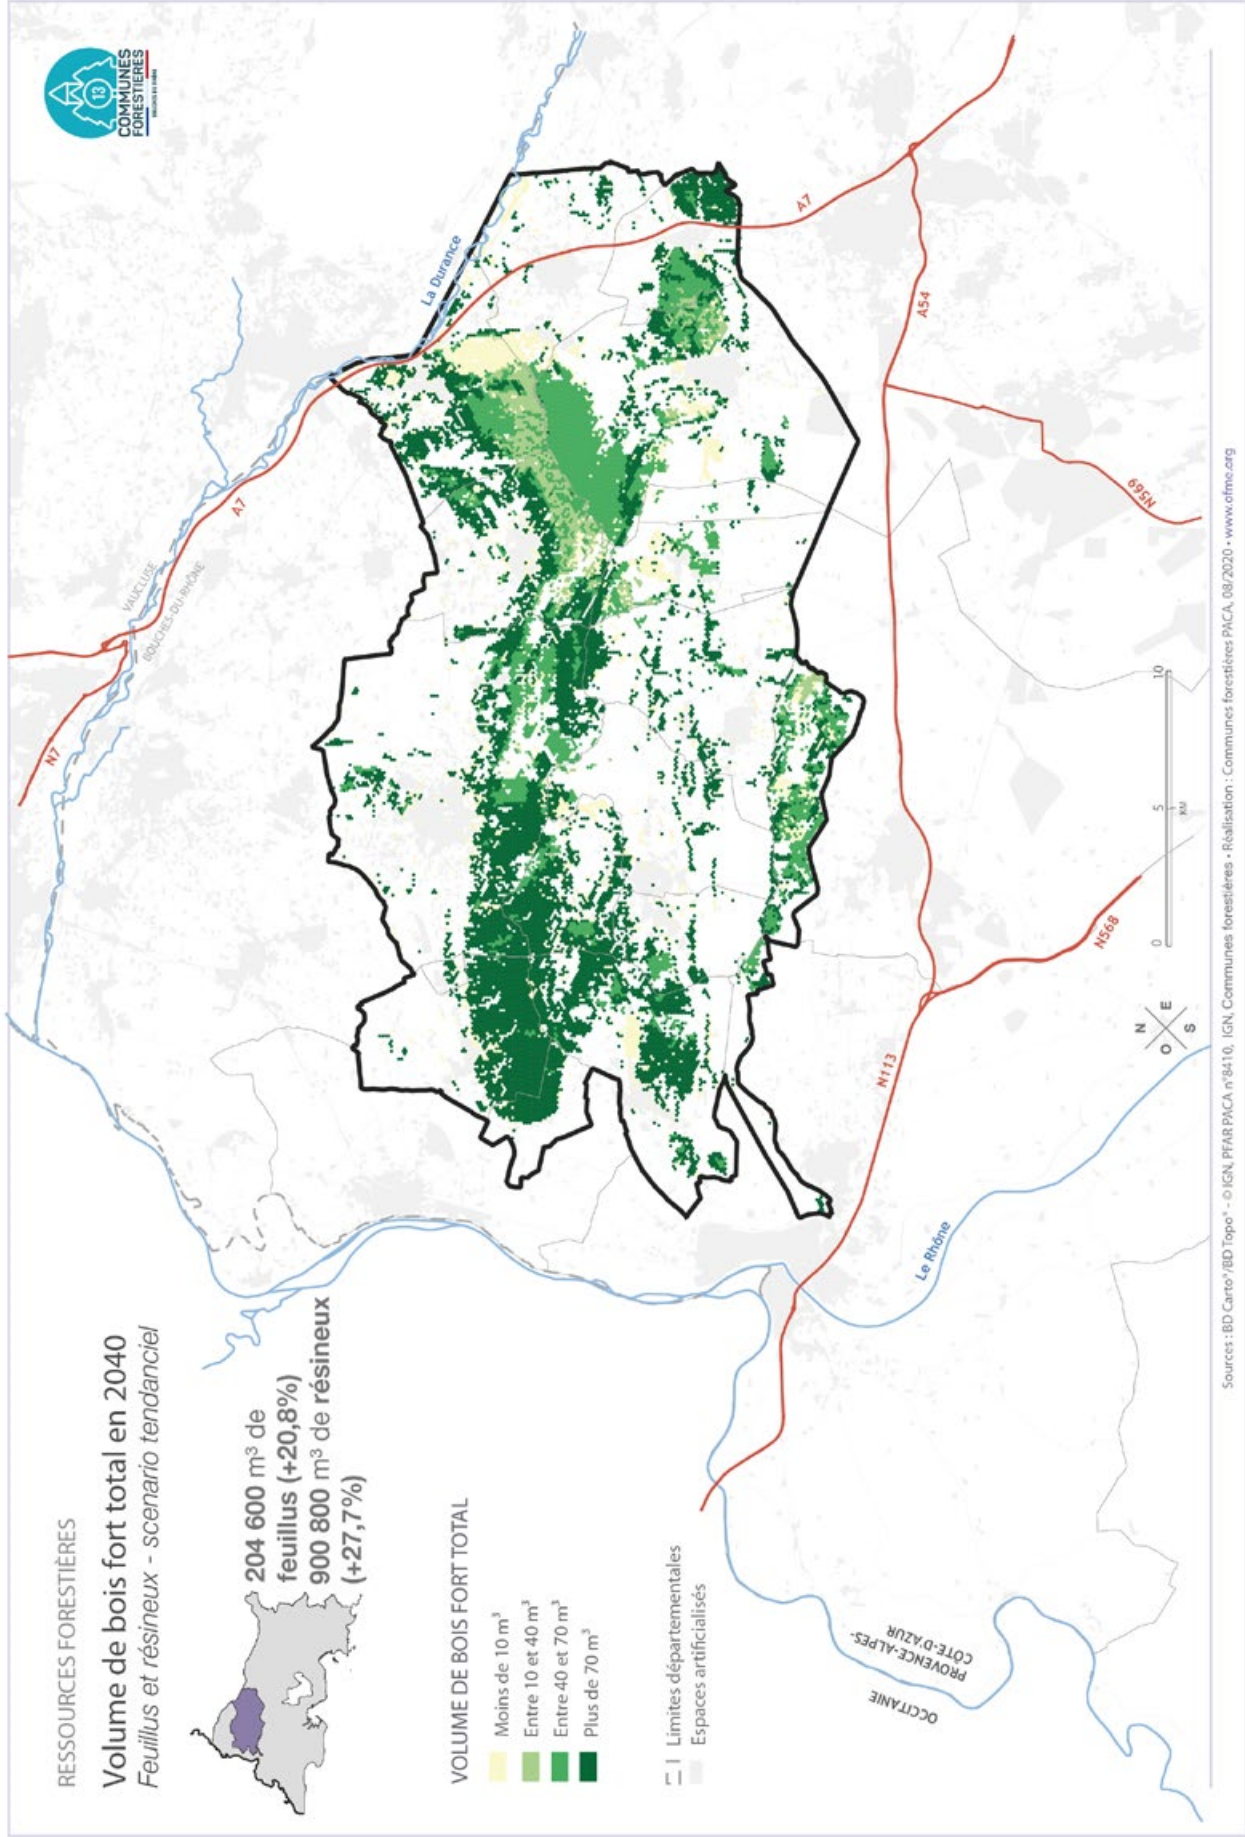 RESSOURCES FORESTIÈRES
Volume de bois fort total en 2040
Feuillus et résineux - scenario tendanciel
204 600 m³ de
feuillus (+20,8%)
900 800 m³ de résineux
(+27,7%)
VOLUME DE BOIS FORT TOTAL
Moins de 10 m³
Entre 10 et 40 m³
Entre 40 et 70 m³
Plus de 70 m³
Limites départementales
Espaces artificialisés
13
COMMUNES
FORESTIÈRES
BOUCHES-DU-RHÔNE
N7
A7
VAUCLUSE
BOUCHES-DU-RHÔNE
La Durance
A7
A54
N569
N113
N568
Le Rhône
OCCITANIE
PROVENCE-ALPES-
CÔTE-D'AZUR
N
O E
S
0 5 10
KM
Sources : BD Carto®/BD Topo® - © IGN, PFAR PACA n°8410, IGN, Communes forestières • Réalisation : Communes forestières PACA, 08/2020 • www.ofme.org